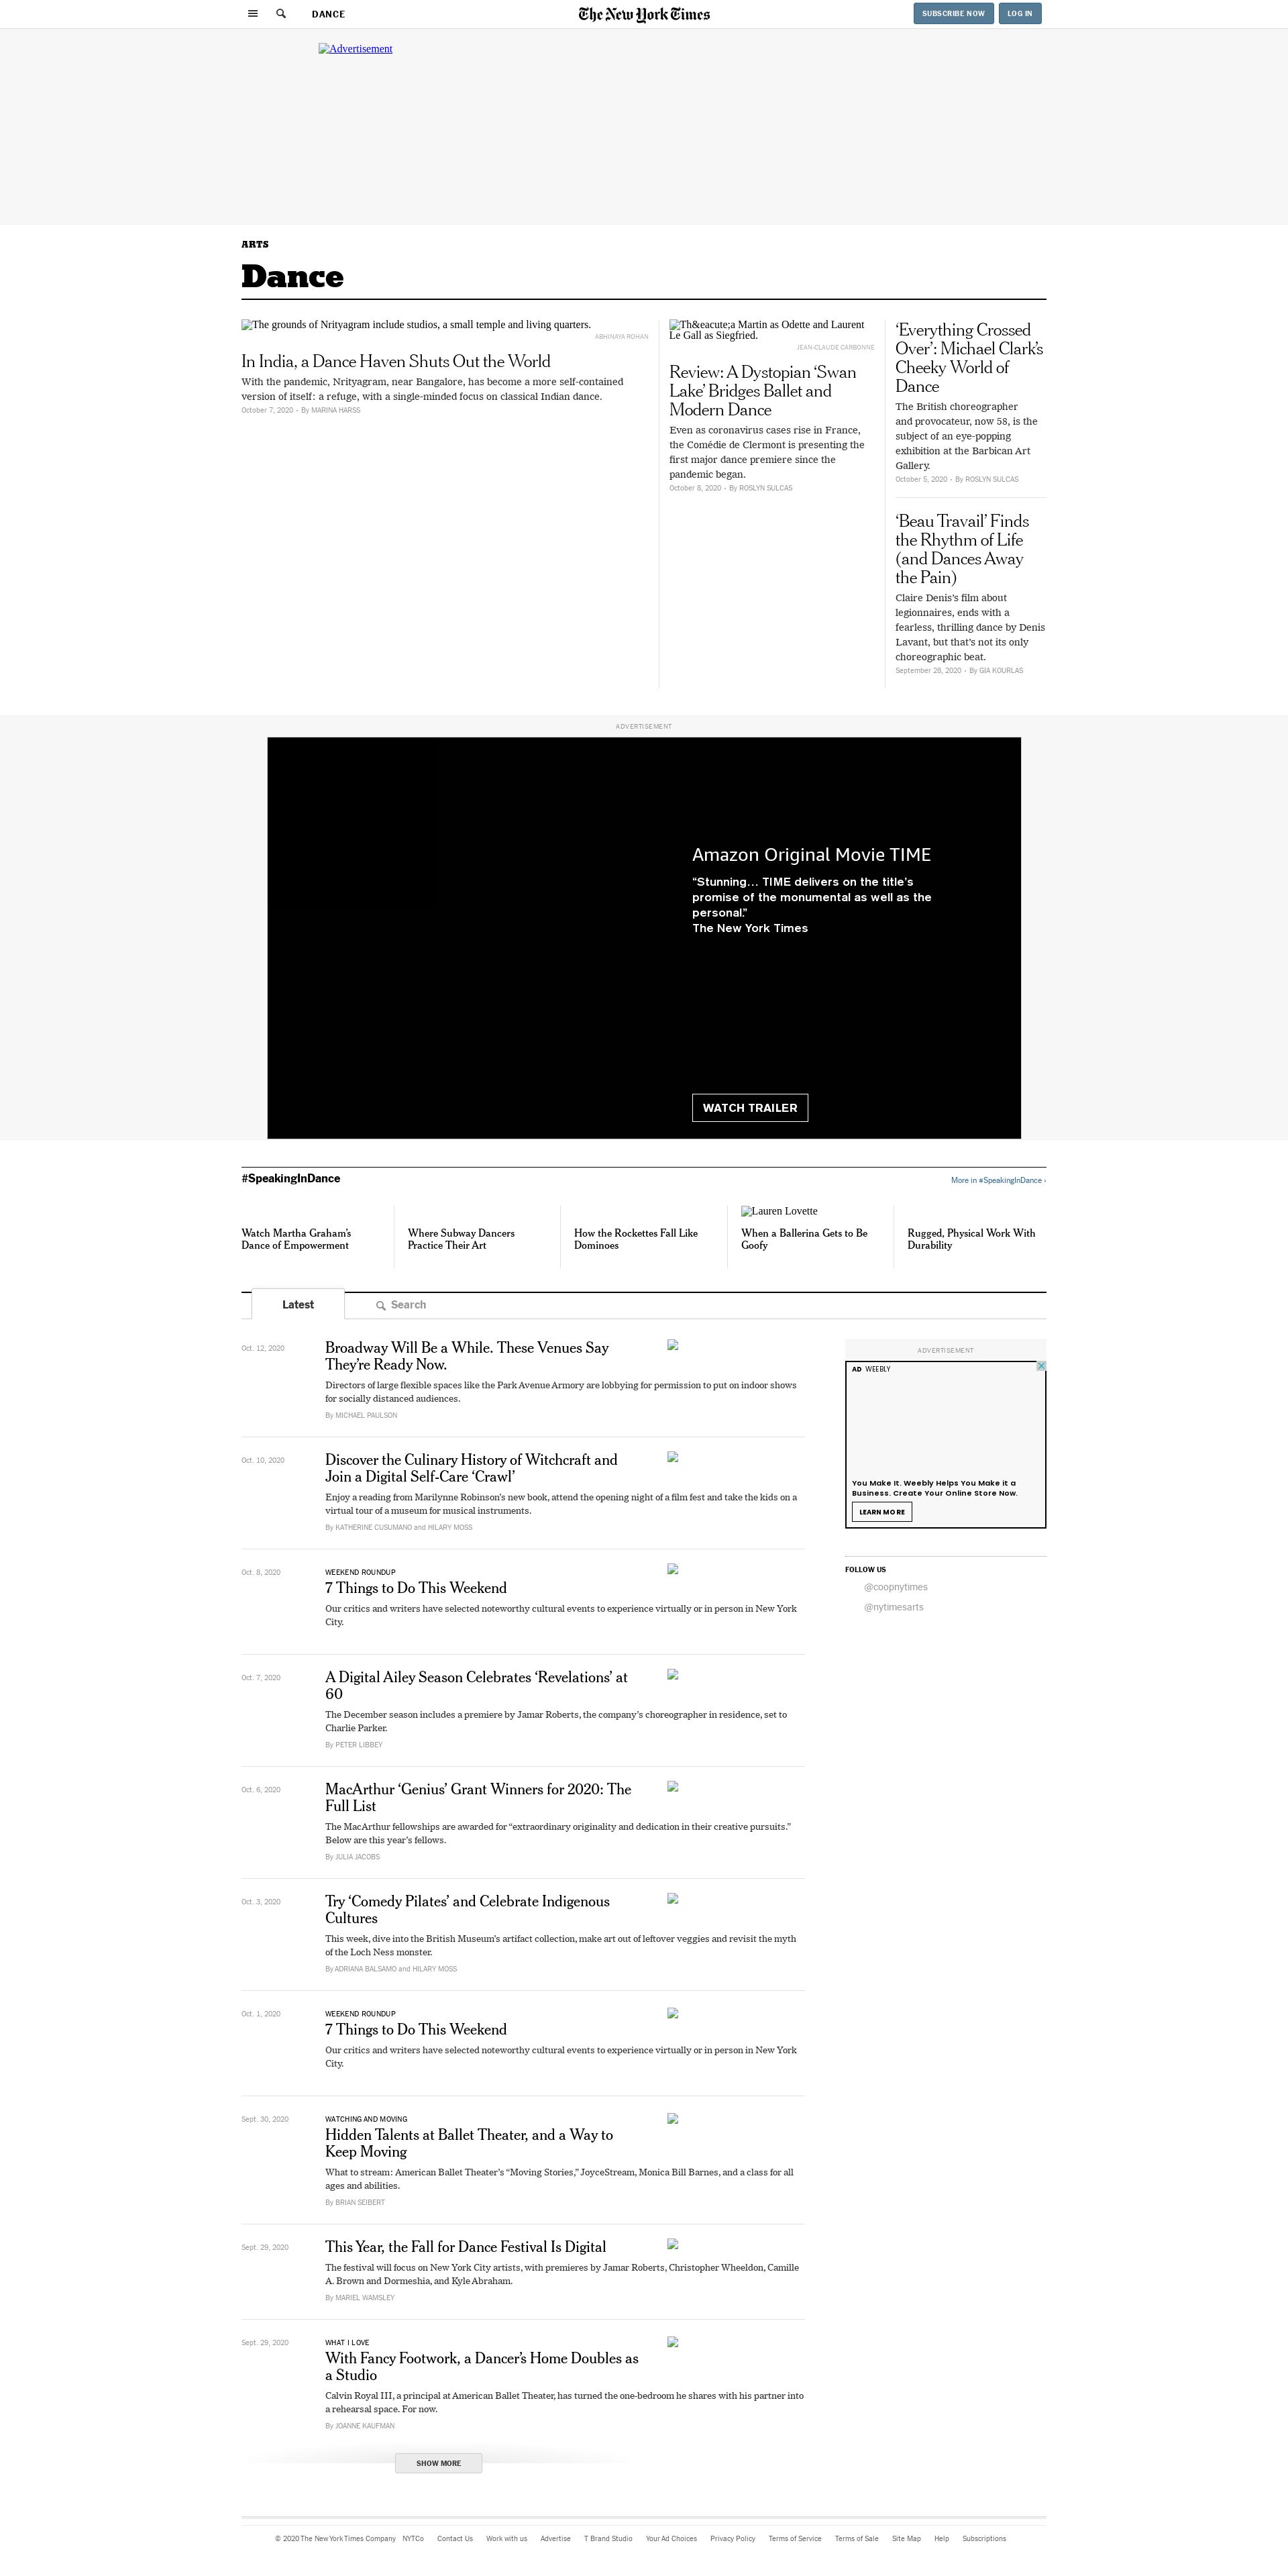 DANCE
The New York Times
SUBSCRIBE NOW
LOG IN
Advertisement
ARTS
Dance
The grounds of Nrityagram include studios, a small temple and living quarters.
ABHINAYA ROHAN
In India, a Dance Haven Shuts Out the World
With the pandemic, Nrityagram, near Bangalore, has become a more self-contained
version of itself: a refuge, with a single-minded focus on classical Indian dance.
October 7, 2020 • By MARINA HARSS
Th&eacute;a Martin as Odette and Laurent
Le Gall as Siegfried.
JEAN-CLAUDE CARBONNE
Review: A Dystopian ‘Swan
Lake’ Bridges Ballet and
Modern Dance
Even as coronavirus cases rise in France,
the Comédie de Clermont is presenting the
first major dance premiere since the
pandemic began.
October 8, 2020 • By ROSLYN SULCAS
‘Everything Crossed
Over’: Michael Clark’s
Cheeky World of
Dance
The British choreographer
and provocateur, now 58, is the
subject of an eye-popping
exhibition at the Barbican Art
Gallery.
October 5, 2020 • By ROSLYN SULCAS
‘Beau Travail’ Finds
the Rhythm of Life
(and Dances Away
the Pain)
Claire Denis’s film about
legionnaires, ends with a
fearless, thrilling dance by Denis
Lavant, but that’s not its only
choreographic beat.
September 28, 2020 • By GIA KOURLAS
ADVERTISEMENT
Amazon Original Movie TIME
“Stunning… TIME delivers on the title’s
promise of the monumental as well as the
personal.”
The New York Times
WATCH TRAILER
#SpeakingInDance
More in #SpeakingInDance ›
Watch Martha Graham’s
Dance of Empowerment
Where Subway Dancers
Practice Their Art
How the Rockettes Fall Like
Dominoes
Lauren Lovette
When a Ballerina Gets to Be
Goofy
Rugged, Physical Work With
Durability
Latest
Search
Oct. 12, 2020
Broadway Will Be a While. These Venues Say
They’re Ready Now.
Directors of large flexible spaces like the Park Avenue Armory are lobbying for permission to put on indoor shows
for socially distanced audiences.
By MICHAEL PAULSON
Oct. 10, 2020
Discover the Culinary History of Witchcraft and
Join a Digital Self-Care ‘Crawl’
Enjoy a reading from Marilynne Robinson’s new book, attend the opening night of a film fest and take the kids on a
virtual tour of a museum for musical instruments.
By KATHERINE CUSUMANO and HILARY MOSS
Oct. 8, 2020
WEEKEND ROUNDUP
7 Things to Do This Weekend
Our critics and writers have selected noteworthy cultural events to experience virtually or in person in New York
City.
Oct. 7, 2020
A Digital Ailey Season Celebrates ‘Revelations’ at
60
The December season includes a premiere by Jamar Roberts, the company’s choreographer in residence, set to
Charlie Parker.
By PETER LIBBEY
Oct. 6, 2020
MacArthur ‘Genius’ Grant Winners for 2020: The
Full List
The MacArthur fellowships are awarded for “extraordinary originality and dedication in their creative pursuits.”
Below are this year’s fellows.
By JULIA JACOBS
Oct. 3, 2020
Try ‘Comedy Pilates’ and Celebrate Indigenous
Cultures
This week, dive into the British Museum’s artifact collection, make art out of leftover veggies and revisit the myth
of the Loch Ness monster.
By ADRIANA BALSAMO and HILARY MOSS
Oct. 1, 2020
WEEKEND ROUNDUP
7 Things to Do This Weekend
Our critics and writers have selected noteworthy cultural events to experience virtually or in person in New York
City.
Sept. 30, 2020
WATCHING AND MOVING
Hidden Talents at Ballet Theater, and a Way to
Keep Moving
What to stream: American Ballet Theater’s “Moving Stories,” JoyceStream, Monica Bill Barnes, and a class for all
ages and abilities.
By BRIAN SEIBERT
Sept. 29, 2020
This Year, the Fall for Dance Festival Is Digital
The festival will focus on New York City artists, with premieres by Jamar Roberts, Christopher Wheeldon, Camille
A. Brown and Dormeshia, and Kyle Abraham.
By MARIEL WAMSLEY
Sept. 29, 2020
WHAT I LOVE
With Fancy Footwork, a Dancer’s Home Doubles as
a Studio
Calvin Royal III, a principal at American Ballet Theater, has turned the one-bedroom he shares with his partner into
a rehearsal space. For now.
By JOANNE KAUFMAN
SHOW MORE
ADVERTISEMENT
AD WEEBLY
You Make It. Weebly Helps You Make it a
Business. Create Your Online Store Now.
LEARN MORE
FOLLOW US
@coopnytimes
@nytimesarts
© 2020 The New York Times Company NYTCo Contact Us Work with us Advertise T Brand Studio Your Ad Choices Privacy Policy Terms of Service Terms of Sale Site Map Help Subscriptions